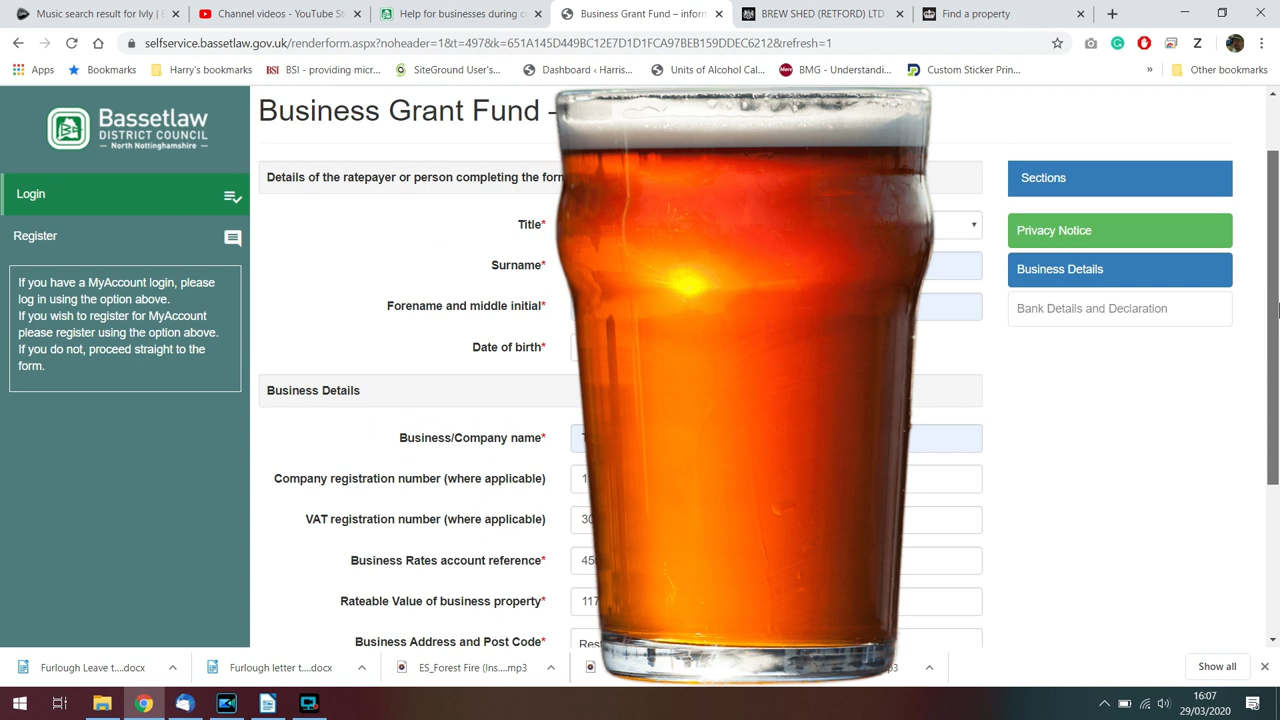 Music search result for Ivly |
Channel videos - YouTube St
Help for businesses during c
Business Grant Fund – inform
BREW SHED (RETFORD) LTD
Find a property
selfservice.bassetlaw.gov.uk/renderform.aspx?noheader=1&t=497&k=651A145D449BC12E7D1D1FCA97BEB159DDEC6212&refresh=1
Apps
Bookmarks
Harry's bookmarks
BSI BSI - providing cir...
SiteGround User's...
Dashboard ‹ Harris...
Units of Alcohol Cal...
BMG - Understandi...
Custom Sticker Prin...
»
Other bookmarks
Bassetlaw
DISTRICT COUNCIL
North Nottinghamshire
Login
Register
If you have a MyAccount login, please
log in using the option above.
If you wish to register for MyAccount
please register using the option above.
If you do not, proceed straight to the
form.
Business Grant Fund –
Details of the ratepayer or person completing the form
Title*
Surname*
Forename and middle initial*
Date of birth*
Business Details
Business/Company name*
Company registration number (where applicable)
VAT registration number (where applicable)
30
Business Rates account reference*
Rateable Value of business property*
117
Business Address and Post Code*
Sections
Privacy Notice
Business Details
Bank Details and Declaration
Furlough Leave t....docx
Furlough letter t....docx
ES_Forest Fire (Ins....mp3
Show all
16:07
29/03/2020